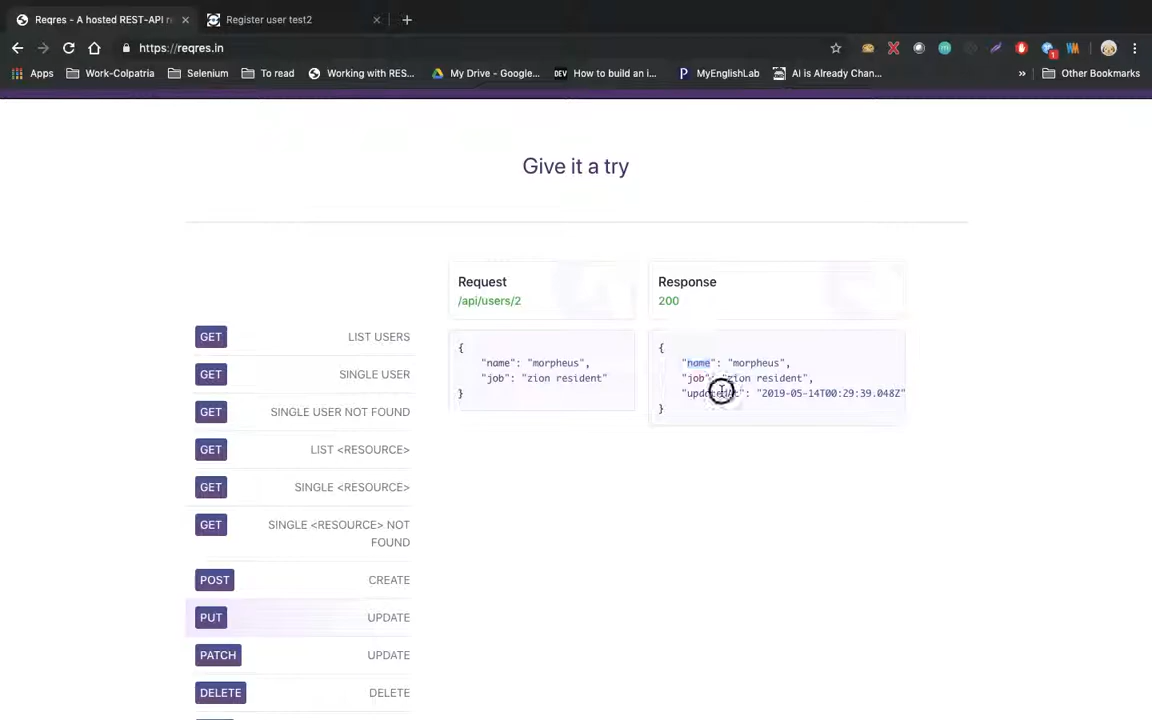 Reqres - A hosted REST-API r
Register user test2
https://reqres.in
Apps
Work-Colpatria
Selenium
To read
Working with RES...
My Drive - Google...
DEV
How to build an i...
P
MyEnglishLab
AI is Already Chan...
»
Other Bookmarks
1
Give it a try
Request
/api/users/2
Response
200
{
"name": "morpheus",
"job": "zion resident"
}
{
"name": "morpheus",
"job": "zion resident",
"updatedAt": "2019-05-14T00:29:39.048Z"
}
GET LIST USERS
GET SINGLE USER
GET SINGLE USER NOT FOUND
GET LIST <RESOURCE>
GET SINGLE <RESOURCE>
GET SINGLE <RESOURCE> NOT
FOUND
POST CREATE
PUT UPDATE
PATCH UPDATE
DELETE DELETE